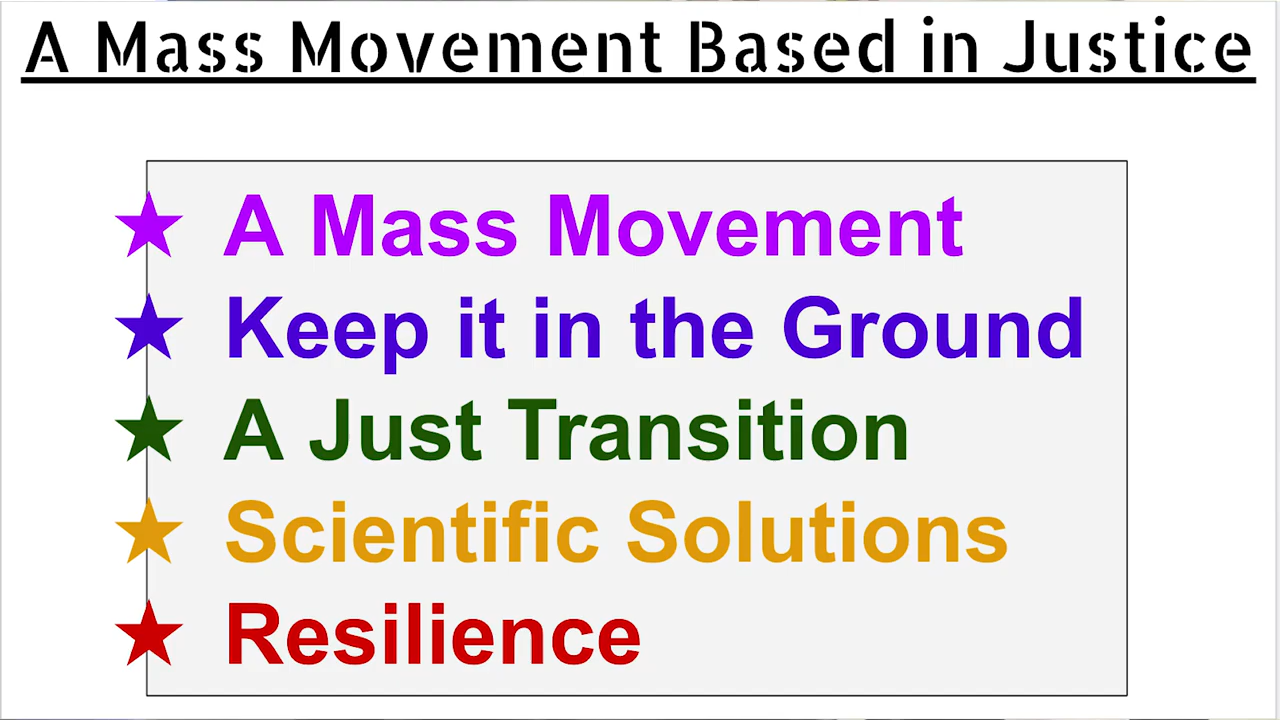 A Mass Movement Based in Justice
★ A Mass Movement
★ Keep it in the Ground
★ A Just Transition
★ Scientific Solutions
★ Resilience